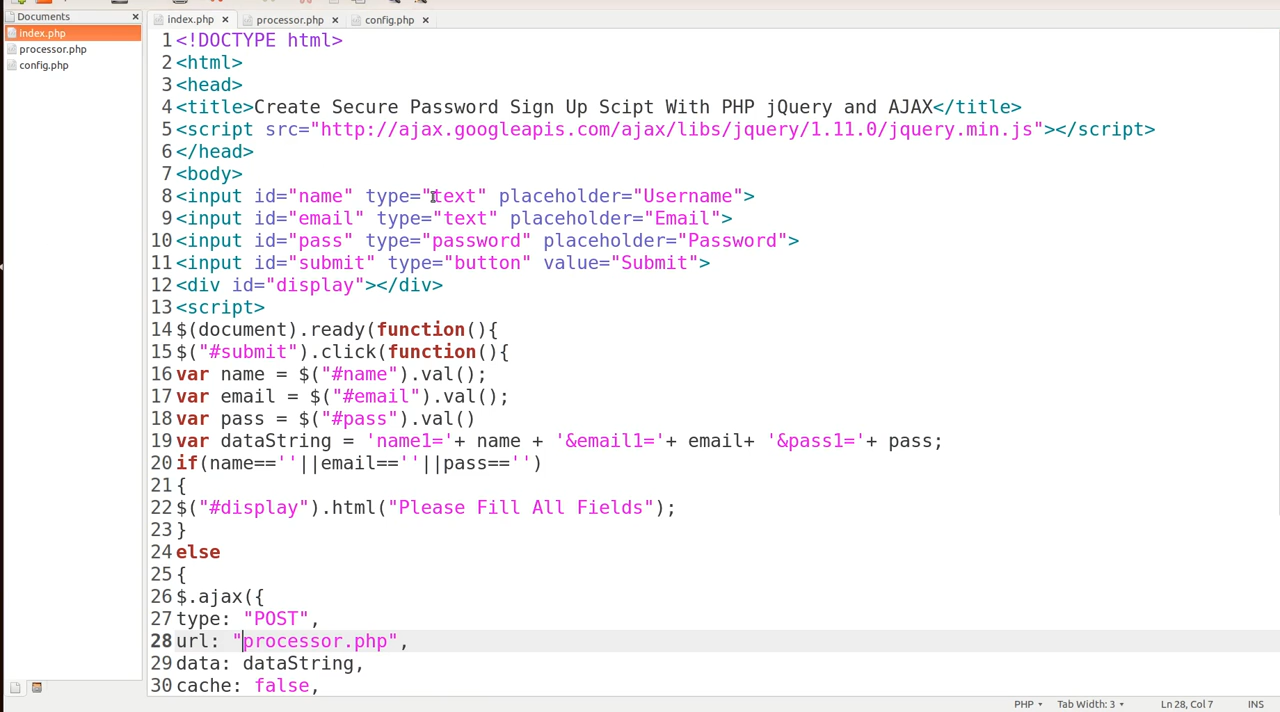 Documents
index.php
processor.php
config.php
index.php
processor.php
config.php
1 <!DOCTYPE html>
2 <html>
3 <head>
4 <title>Create Secure Password Sign Up Scipt With PHP jQuery and AJAX</title>
5 <script src="http://ajax.googleapis.com/ajax/libs/jquery/1.11.0/jquery.min.js"></script>
6 </head>
7 <body>
8 <input id="name" type="text" placeholder="Username">
9 <input id="email" type="text" placeholder="Email">
10 <input id="pass" type="password" placeholder="Password">
11 <input id="submit" type="button" value="Submit">
12 <div id="display"></div>
13 <script>
14 $(document).ready(function(){
15 $("#submit").click(function(){
16 var name = $("#name").val();
17 var email = $("#email").val();
18 var pass = $("#pass").val()
19 var dataString = 'name1='+ name + '&email1='+ email+ '&pass1='+ pass;
20 if(name==''||email==''||pass=='')
21 {
22 $("#display").html("Please Fill All Fields");
23 }
24 else
25 {
26 $.ajax({
27 type: "POST",
28 url: "processor.php",
29 data: dataString,
30 cache: false,
PHP Tab Width: 3 Ln 28, Col 7 INS